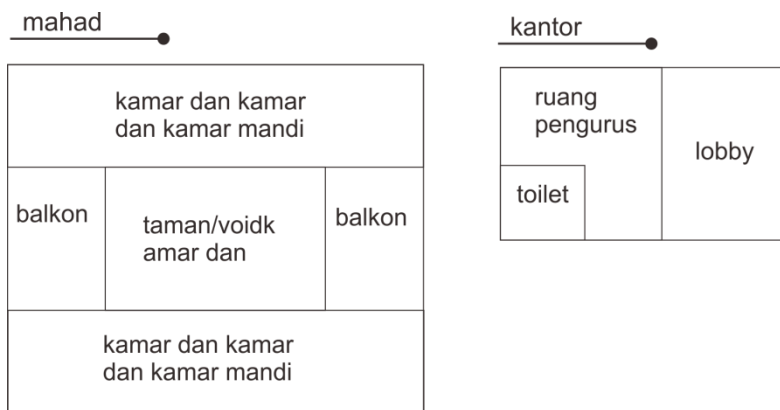 mahad
kamar dan kamar
dan kamar mandi
balkon
taman/voidk
amar dan
balkon
kamar dan kamar
dan kamar mandi
kantor
ruang
pengurus
toilet
lobby